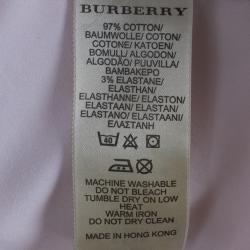 BURBERRY
97% COTTON/
BAUMWOLLE/ COTON/
COTONE/ KATOEN/
BOMULL/ ALGODON/
ALGODÃO/ PUUVILLA/
BAMBAKEPO
3% ELASTANE/
ELASTHAN/
ELASTHANNE/ ELASTAN/
ELASTAAN/ ELASTAN/
ELASTANO/ ELASTAANI/
ΕΛΑΣΤΑΝΗ
40
MACHINE WASHABLE
DO NOT BLEACH
TUMBLE DRY ON LOW
HEAT
WARM IRON
DO NOT DRY CLEAN
MADE IN HONG KONG